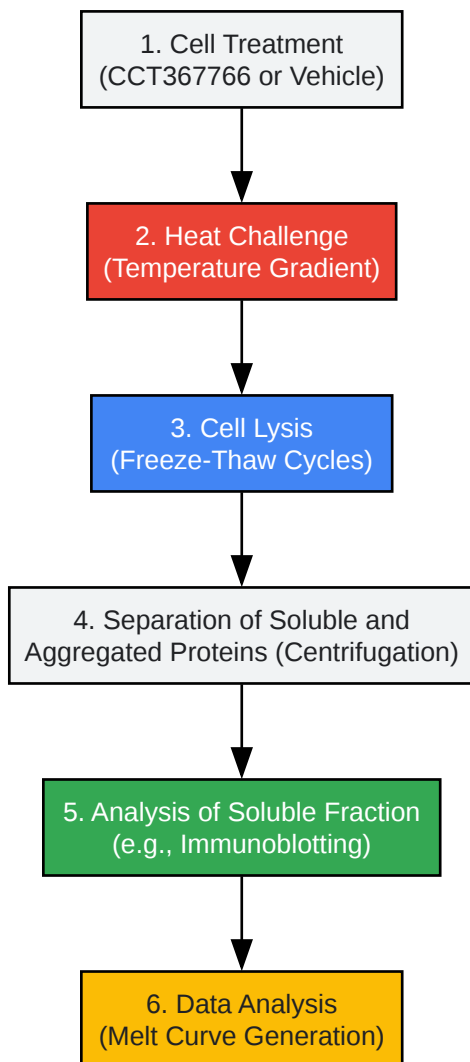 1. Cell Treatment
(CCT367766 or Vehicle)
2. Heat Challenge
(Temperature Gradient)
3. Cell Lysis
(Freeze-Thaw Cycles)
4. Separation of Soluble and
Aggregated Proteins (Centrifugation)
5. Analysis of Soluble Fraction
(e.g., Immunoblotting)
6. Data Analysis
(Melt Curve Generation)